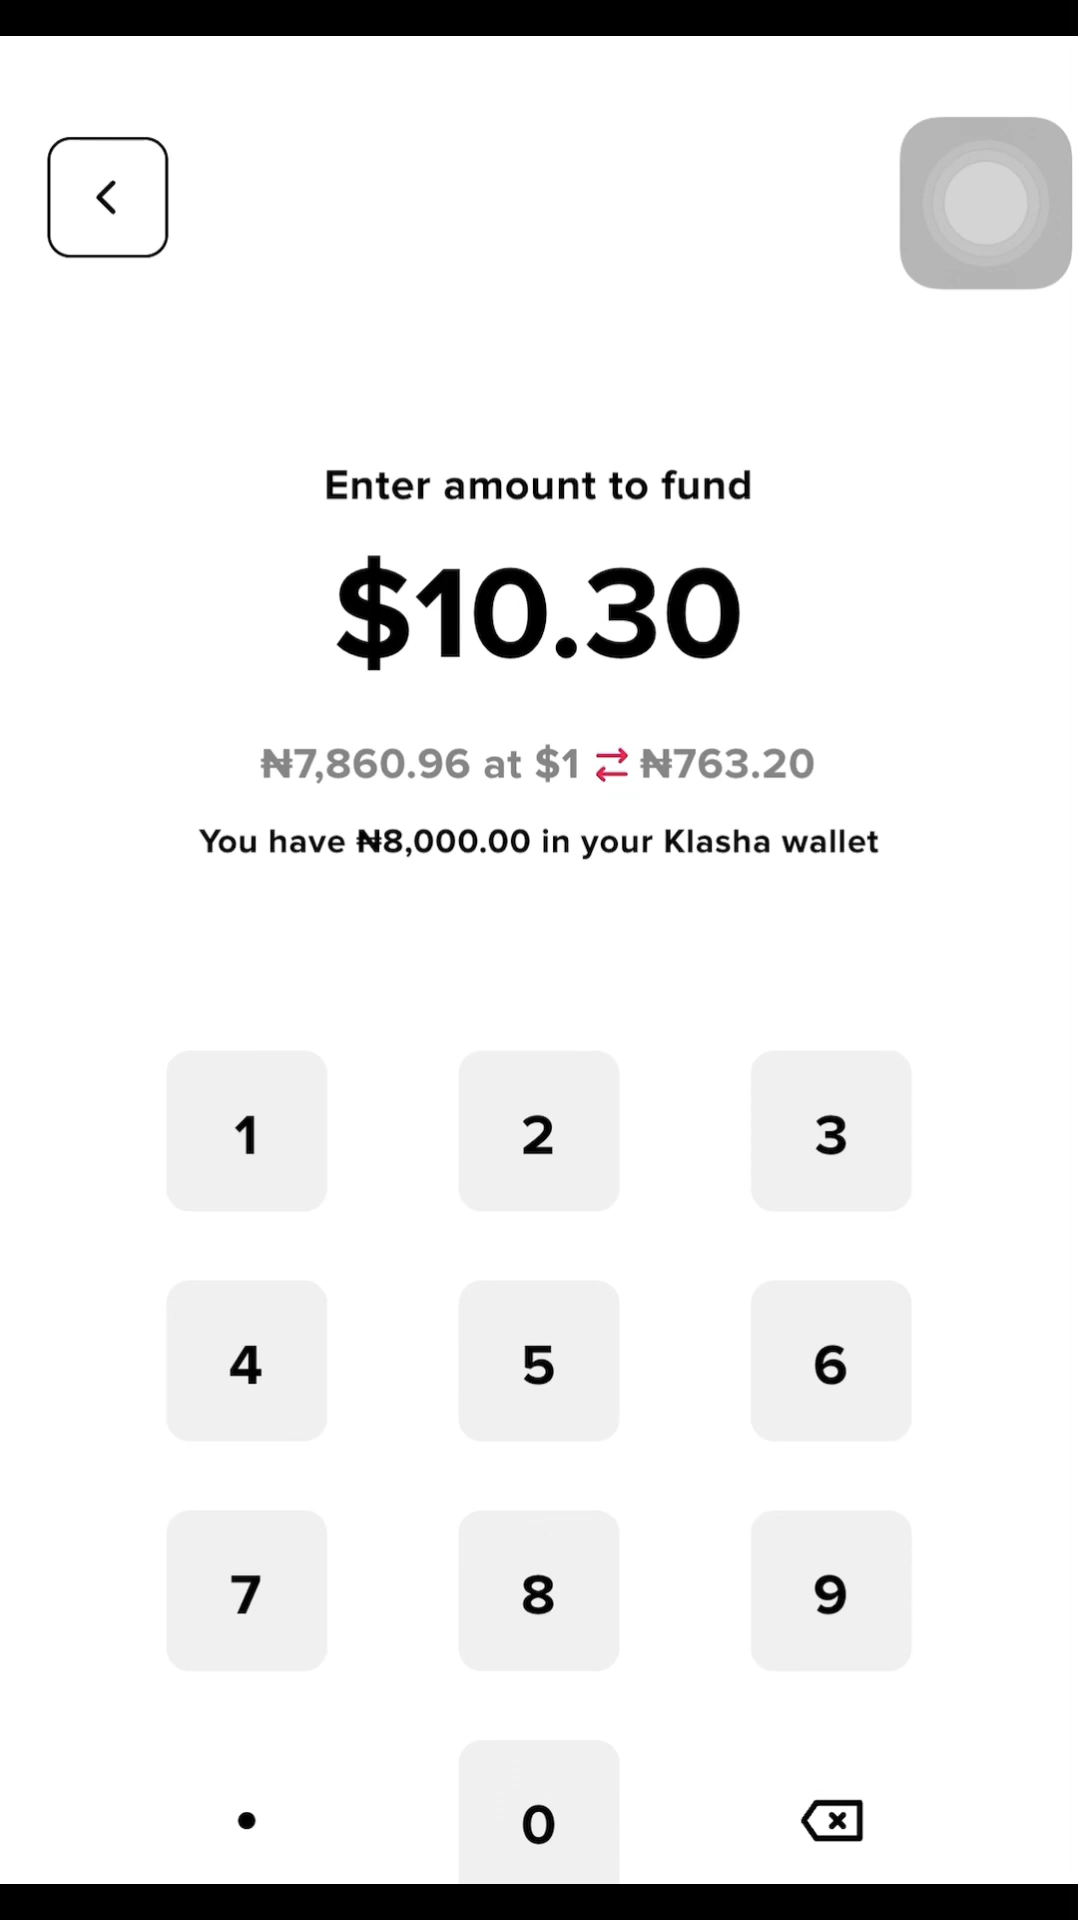 Enter amount to fund
$10.30
₦7,860.96 at $1 ⇄ ₦763.20
You have ₦8,000.00 in your Klasha wallet
1 2 3
4 5 6
7 8 9
. 0